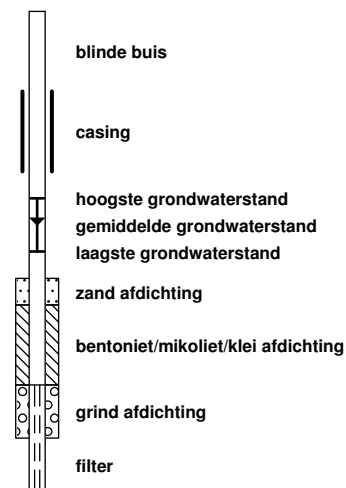 blinde buis
casing
hoogste grondwaterstand
gemiddelde grondwaterstand
laagste grondwaterstand
zand afdichting
bentoniet/mikoliet/klei afdichting
grind afdichting
filter